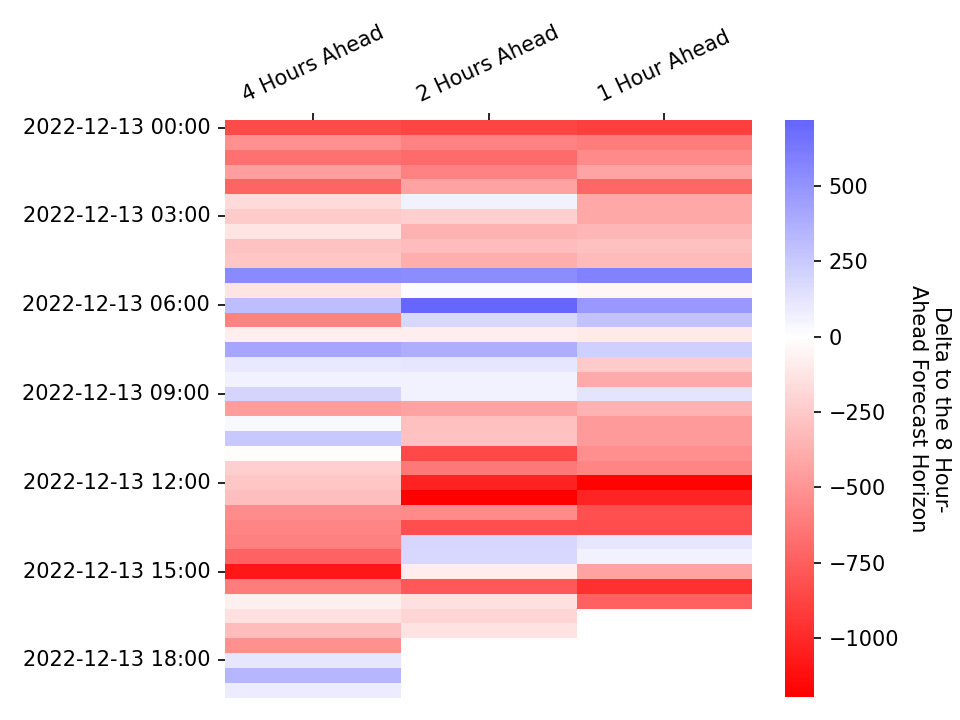 4 Hours Ahead
2 Hours Ahead
1 Hour Ahead
2022-12-13 00:00
2022-12-13 03:00
2022-12-13 06:00
2022-12-13 09:00
2022-12-13 12:00
2022-12-13 15:00
2022-12-13 18:00
500
250
0
−250
−500
−750
−1000
Delta to the 8 Hour-
Ahead Forecast Horizon